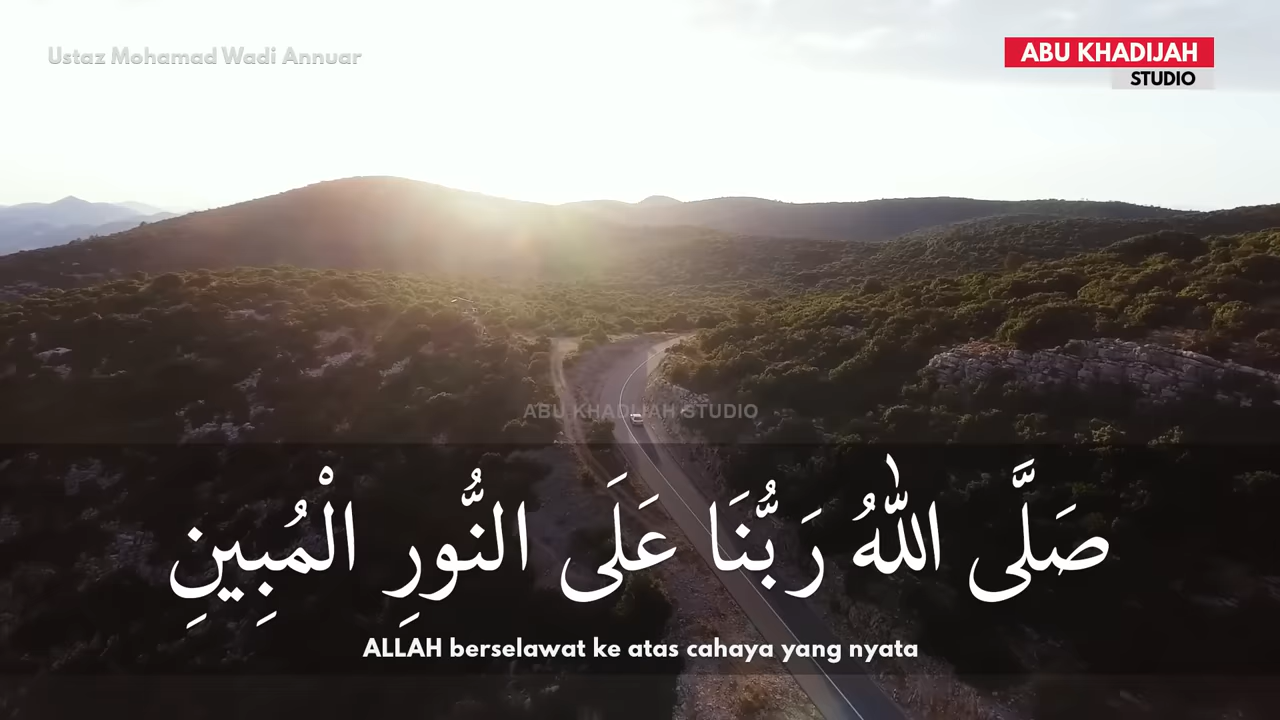 Ustaz Mohamad Wadi Annuar
ABU KHADIJAH
STUDIO
ABU KHADIJAH STUDIO
صَلَّى اللّٰهُ رَبُّنَا عَلَى النُّورِ الْمُبِينِ
ALLAH berselawat ke atas cahaya yang nyata